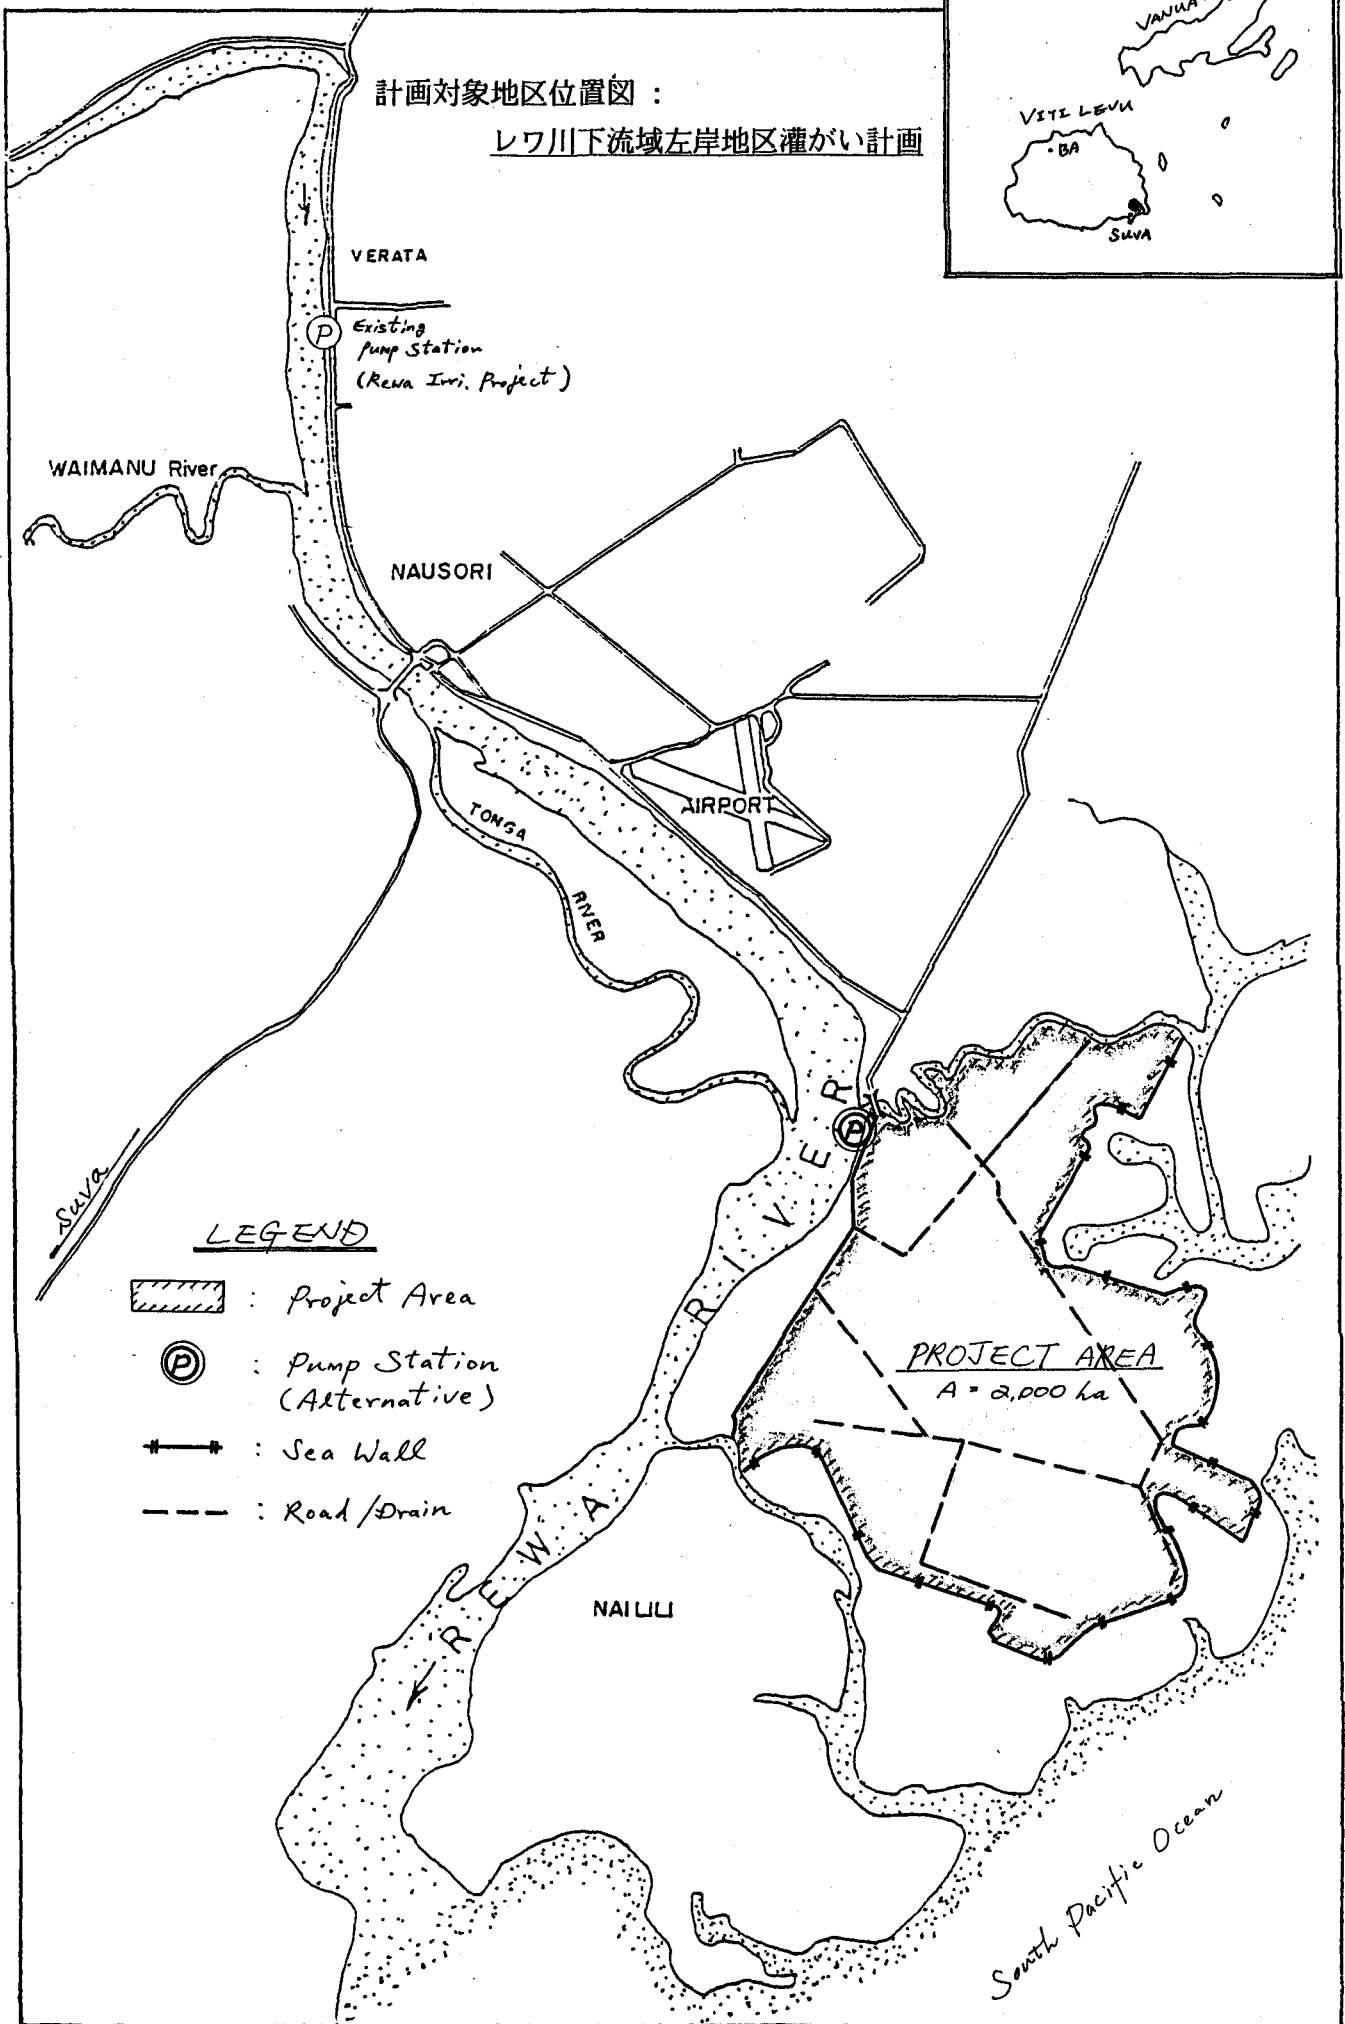 計画対象地区位置図：
レワ川下流域左岸地区灌がい計画
VITI LEVU
BA
SUVA
VERATA
P
Existing
Pump Station
(Rewa Irri. Project)
WAIMANU River
NAUSORI
AIRPORT
TONGA
RIVER
P
REWA RIVER
Suva
LEGEND
: Project Area
P : Pump Station
(Alternative)
: Sea Wall
: Road/Drain
PROJECT AREA
A = 2,000 ha
South Pacific Ocean